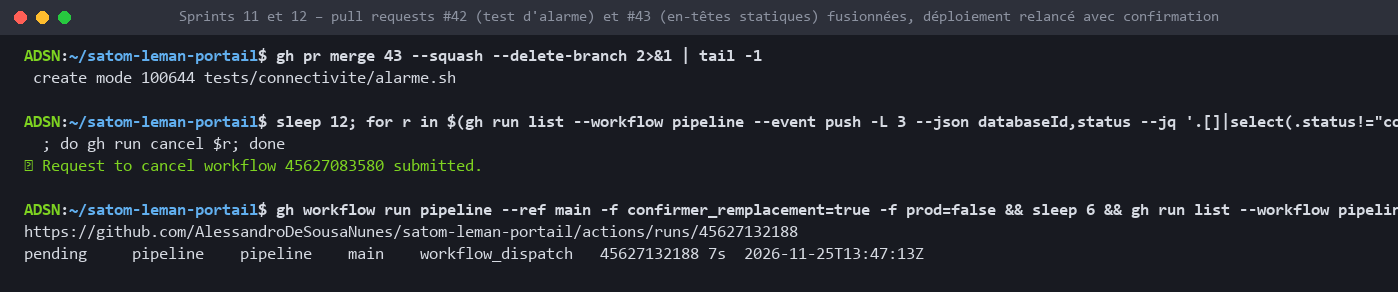 Sprints 11 et 12 – pull requests #42 (test d'alarme) et #43 (en-têtes statiques) fusionnées, déploiement relancé avec confirmation
ADSN:~/satom-leman-portail$ gh pr merge 43 --squash --delete-branch 2>&1 | tail -1
create mode 100644 tests/connectivite/alarme.sh
ADSN:~/satom-leman-portail$ sleep 12; for r in $(gh run list --workflow pipeline --event push -L 3 --json databaseId,status --jq '.[]|select(.status!="co
; do gh run cancel $r; done
Request to cancel workflow 45627083580 submitted.
ADSN:~/satom-leman-portail$ gh workflow run pipeline --ref main -f confirmer_remplacement=true -f prod=false && sleep 6 && gh run list --workflow pipelin
https://github.com/AlessandroDeSousaNunes/satom-leman-portail/actions/runs/45627132188
pending pipeline pipeline main workflow_dispatch 45627132188 7s 2026-11-25T13:47:13Z